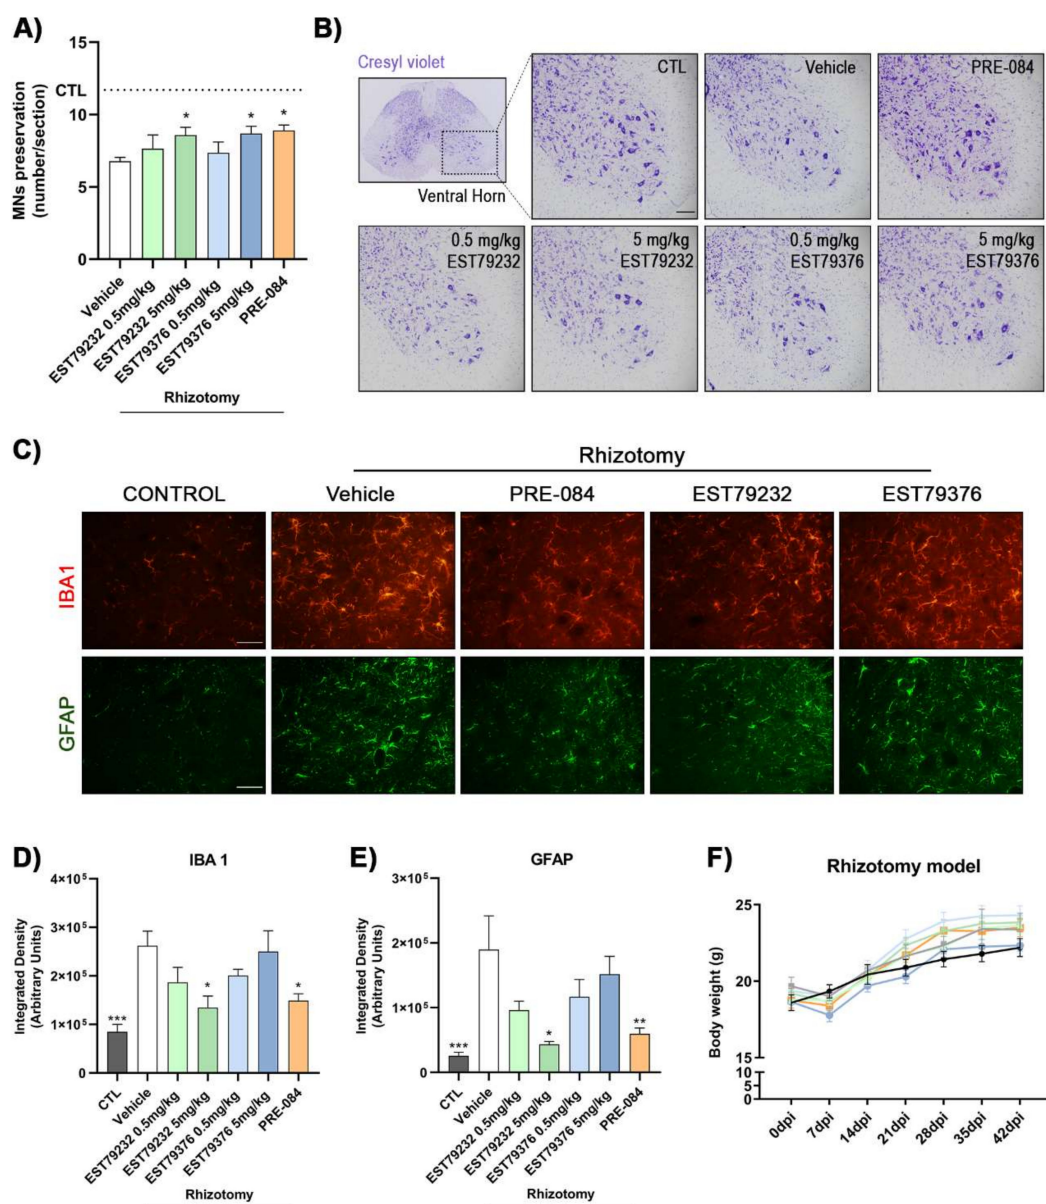 A)
15
CTL
10
5
0
MNs preservation
(number/section)
*
*
*
Vehicle
EST79232 0.5mg/kg
EST79232 5mg/kg
EST79376 0.5mg/kg
EST79376 5mg/kg
PRE-084
Rhizotomy
B)
Cresyl violet
Ventral Horn
CTL
Vehicle
PRE-084
0.5 mg/kg
EST79232
5 mg/kg
EST79232
0.5 mg/kg
EST79376
5 mg/kg
EST79376
C)
Rhizotomy
CONTROL
Vehicle
PRE-084
EST79232
EST79376
IBA1
GFAP
D)
IBA 1
4×10⁵
3×10⁵
2×10⁵
1×10⁵
0
Integrated Density
(Arbitrary Units)
***
*
*
CTL
Vehicle
EST79232 0.5mg/kg
EST79232 5mg/kg
EST79376 0.5mg/kg
EST79376 5mg/kg
PRE-084
Rhizotomy
E)
GFAP
3×10⁵
2×10⁵
1×10⁵
0
Integrated Density
(Arbitrary Units)
***
*
**
CTL
Vehicle
EST79232 0.5mg/kg
EST79232 5mg/kg
EST79376 0.5mg/kg
EST79376 5mg/kg
PRE-084
Rhizotomy
F)
Rhizotomy model
25
20
15
10
5
0
Body weight (g)
0dpi
7dpi
14dpi
21dpi
28dpi
35dpi
42dpi